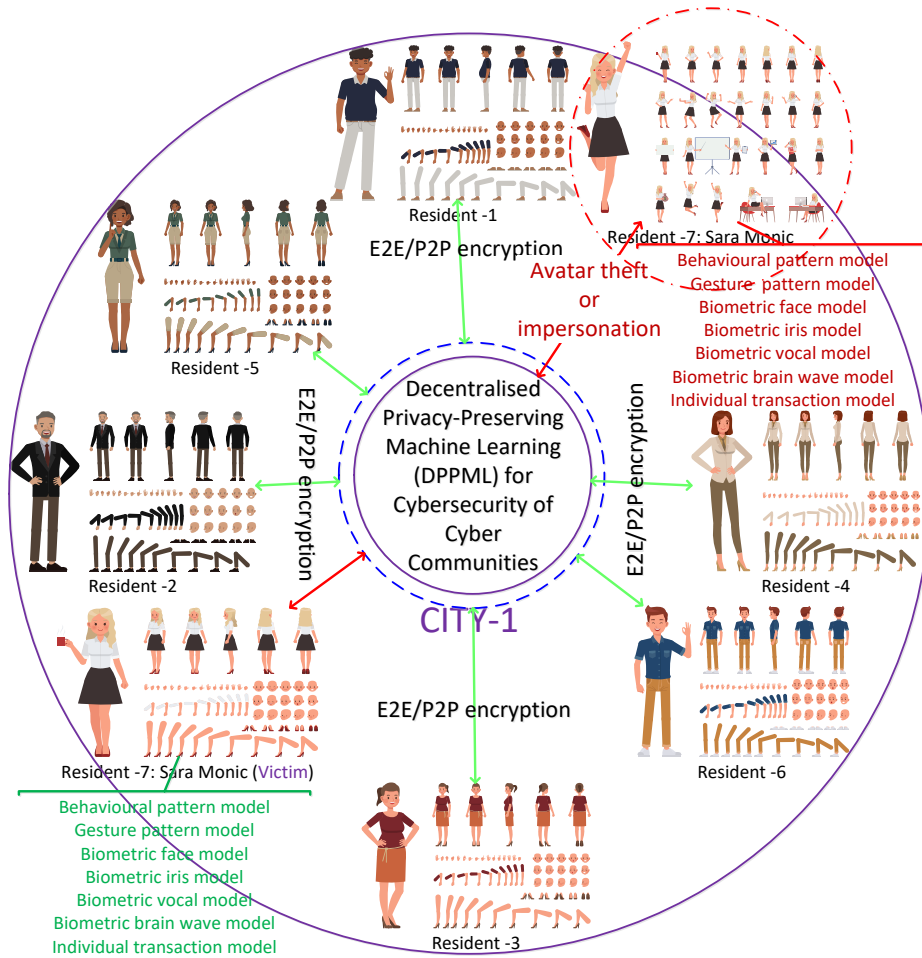 Resident -1
E2E/P2P encryption
Resident -7: Sara Monic
Avatar theft
or
impersonation
Behavioural pattern model
Gesture pattern model
Biometric face model
Biometric iris model
Biometric vocal model
Biometric brain wave model
Individual transaction model
Resident -5
E2E/P2P encryption
Decentralised
Privacy-Preserving
Machine Learning
(DPPML) for
Cybersecurity of
Cyber
Communities
E2E/P2P encryption
Resident -2
Resident -4
CITY-1
E2E/P2P encryption
Resident -7: Sara Monic (Victim)
Resident -6
Behavioural pattern model
Gesture pattern model
Biometric face model
Biometric iris model
Biometric vocal model
Biometric brain wave model
Individual transaction model
Resident -3